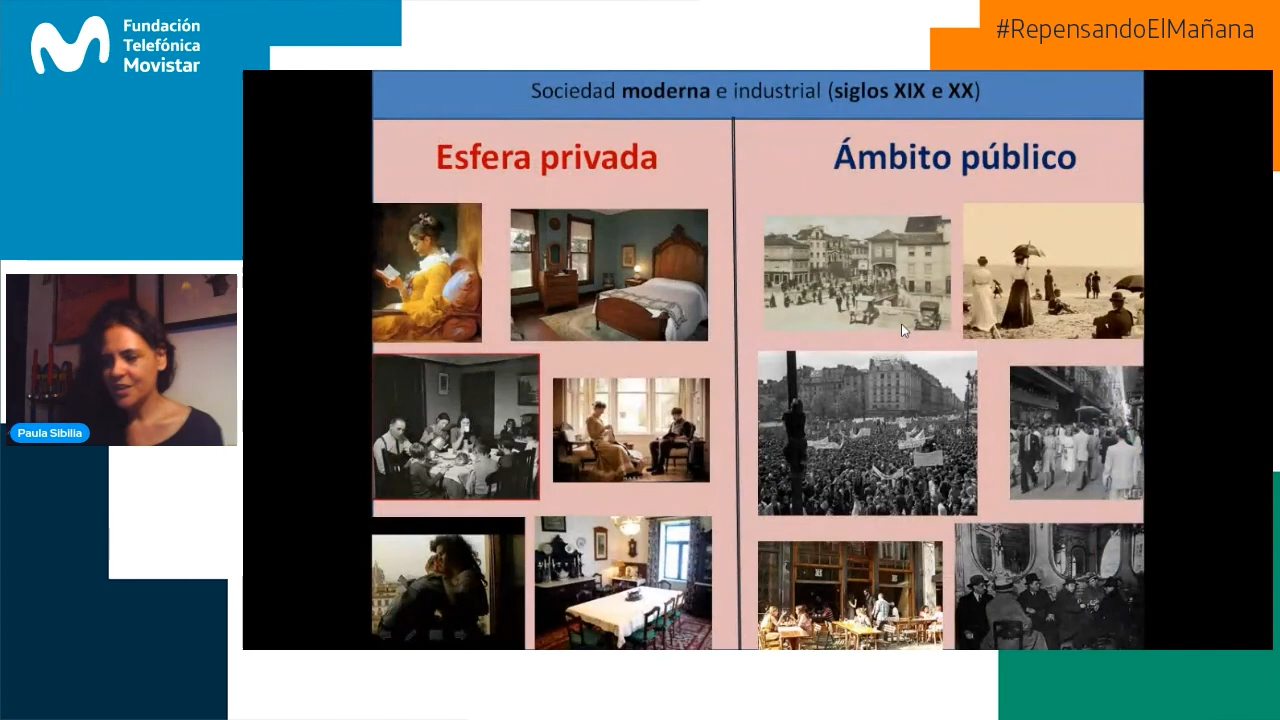 Fundación
Telefónica
Movistar
#RepensandoElMañana
Sociedad moderna e industrial (siglos XIX e XX)
Esfera privada
Ámbito público
Paula Sibilia